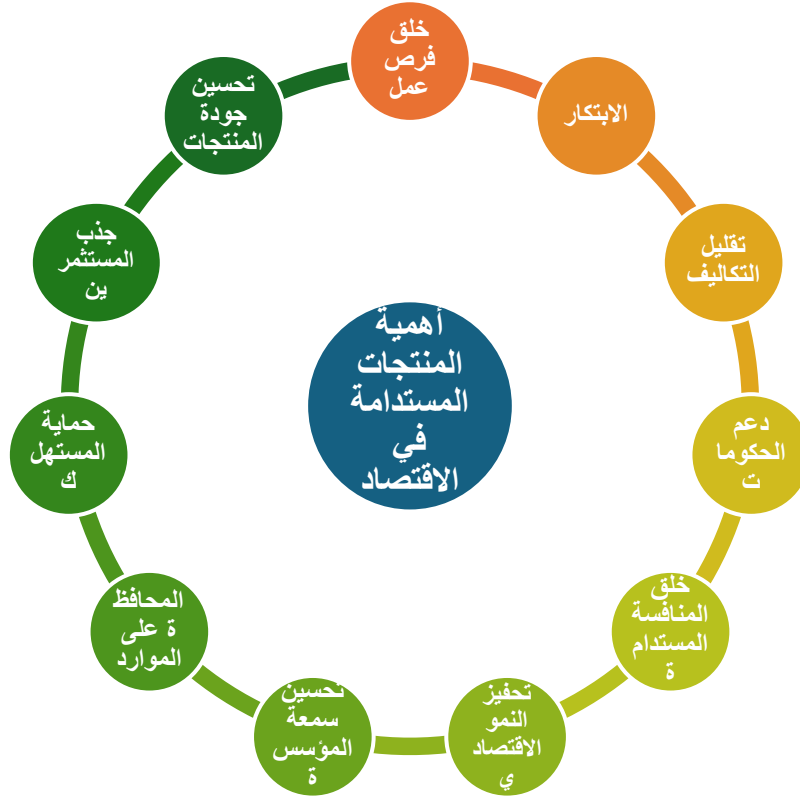 أهمية
المنتجات
المستدامة
في
الاقتصاد
خلق
فرص
عمل
الابتكار
تقليل
التكاليف
دعم
الحكوما
ت
خلق
المنافسة
المستدام
ة
تحفيز
النمو
الاقتصاد
ي
تحسين
سمعة
المؤسس
ة
المحافظ
ة على
الموارد
حماية
المستهل
ك
جذب
المستثمر
ين
تحسين
جودة
المنتجات